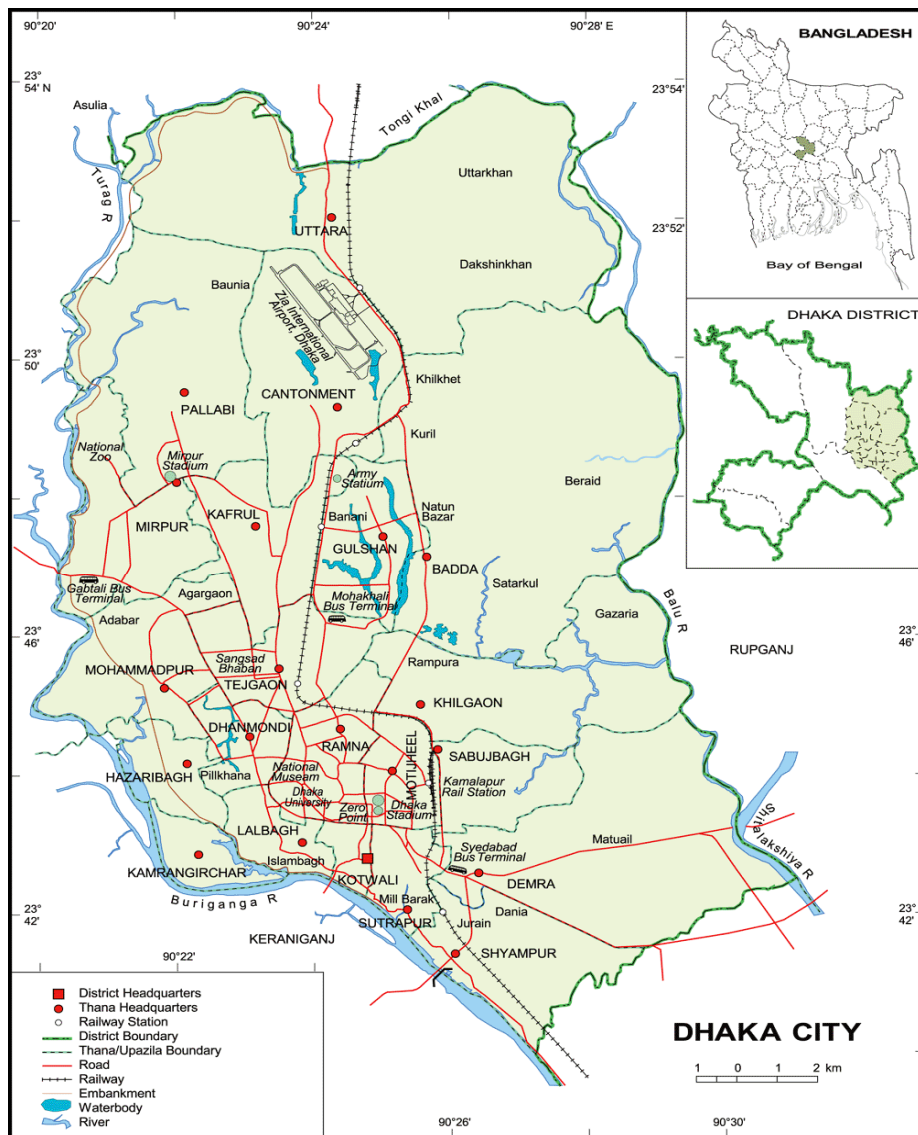 90° 20'
90° 24'
90° 28' E
23°
54' N
Asulia
Tongi Khal
Turag R
Uttarkhan
UTTARA
Dakshinkhan
Baunia
Zia International
Airport, Dhaka
23°
50'
Khilkhet
CANTONMENT
PALLABI
Kuril
National
Zoo
Mirpur
Stadium
Army
Statium
Beraid
MIRPUR
KAFRUL
Banani
Natun
Bazar
GULSHAN
BADDA
Satarkul
Gabtali Bus
Terminal
Agargaon
Mohakhali
Bus Terminal
Gazaria
Adabar
Balu R
23°
46'
23°
46'
RUPGANJ
MOHAMMADPUR
Sangsad
Bhaban
TEJGAON
Rampura
KHILGAON
DHANMONDI
RAMNA
MOTIJHEEL
SABUJBAGH
HAZARIBAGH
Pillkhana
National
Museam
Kamalapur
Rail Station
Dhaka
University
Zero
Point
Dhaka
Stadium
LALBAGH
Matuail
Shitalakshiya R
Islambagh
Syedabad
Bus Terminal
KAMRANGIRCHAR
KOTWALI
DEMRA
Buriganga R
Mill Barak
SUTRAPUR
Dania
Jurain
23°
42'
23°
42'
KERANIGANJ
SHYAMPUR
90° 22'
90° 26'
90° 30'
BANGLADESH
23° 54'
23° 52'
Bay of Bengal
DHAKA DISTRICT
District Headquarters
Thana Headquarters
Railway Station
District Boundary
Thana/Upazila Boundary
Road
Railway
Embankment
Waterbody
River
DHAKA CITY
1 0 1 2 km